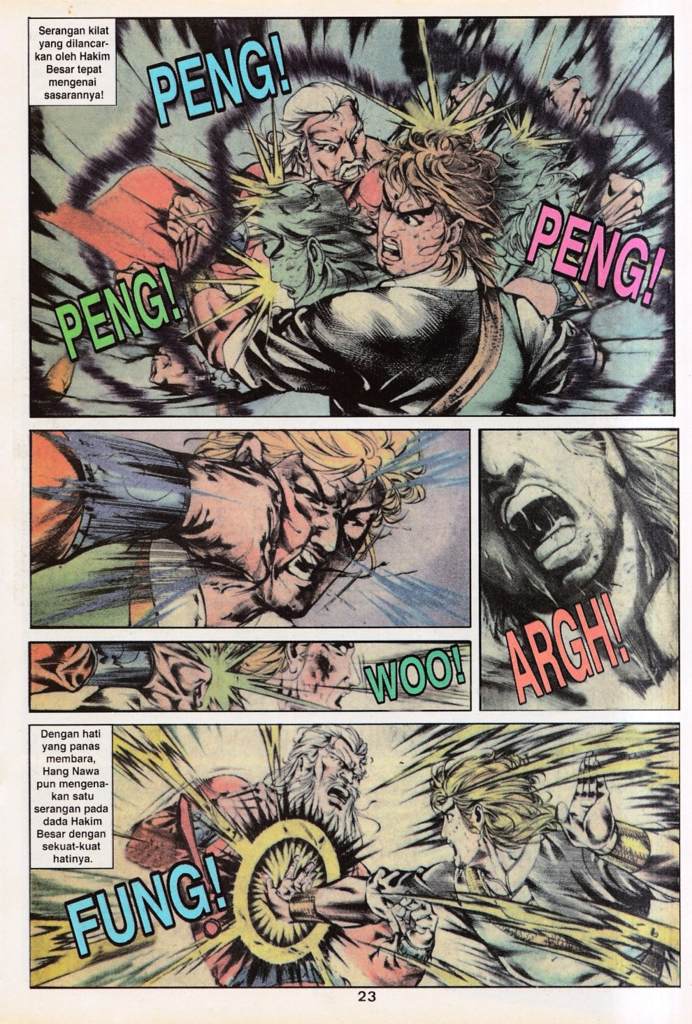 Serangan kilat
yang dilancar-
kan oleh Hakim
Besar tepat
mengenai
sasarannya!
PENG!
PENG!
PENG!
ARGH!
WOO!
Dengan hati
yang panas
membara,
Hang Nawa
pun mengena-
kan satu
serangan pada
dada Hakim
Besar dengan
sekuat-kuat
hatinya.
FUNG!
23